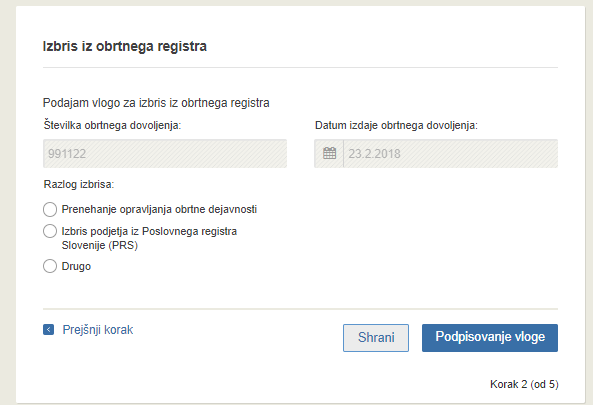 Izbris iz obrtnega registra
Podajam vlogo za izbris iz obrtnega registra
Številka obrtnega dovoljenja:
Datum izdaje obrtnega dovoljenja:
991122
23.2.2018
Razlog izbrisa:
Prenehanje opravljanja obrtne dejavnosti
Izbris podjetja iz Poslovnega registra
Slovenije (PRS)
Drugo
Prejšnji korak
Shrani
Podpisovanje vloge
Korak 2 (od 5)